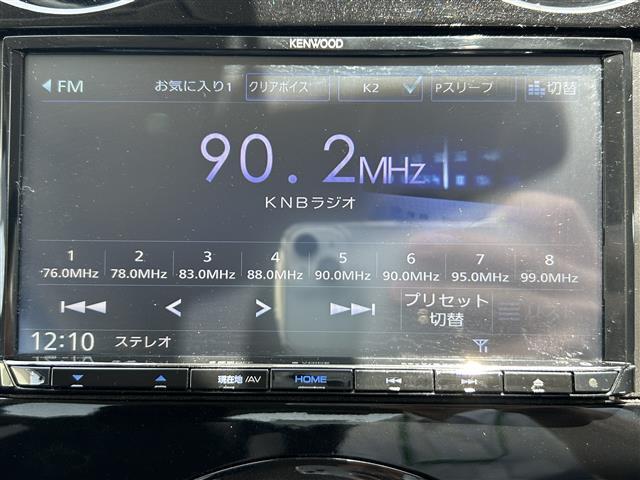 KENWOOD
FM お気に入り1 クリアボイス K2 Pスリープ 切替
90.2MHz
KNBラジオ
1 2 3 4 5 6 7 8
76.0MHz 78.0MHz 83.0MHz 88.0MHz 90.0MHz 90.0MHz 95.0MHz 99.0MHz
プリセット
切替
リスト
12:10 ステレオ
現在地/AV HOME